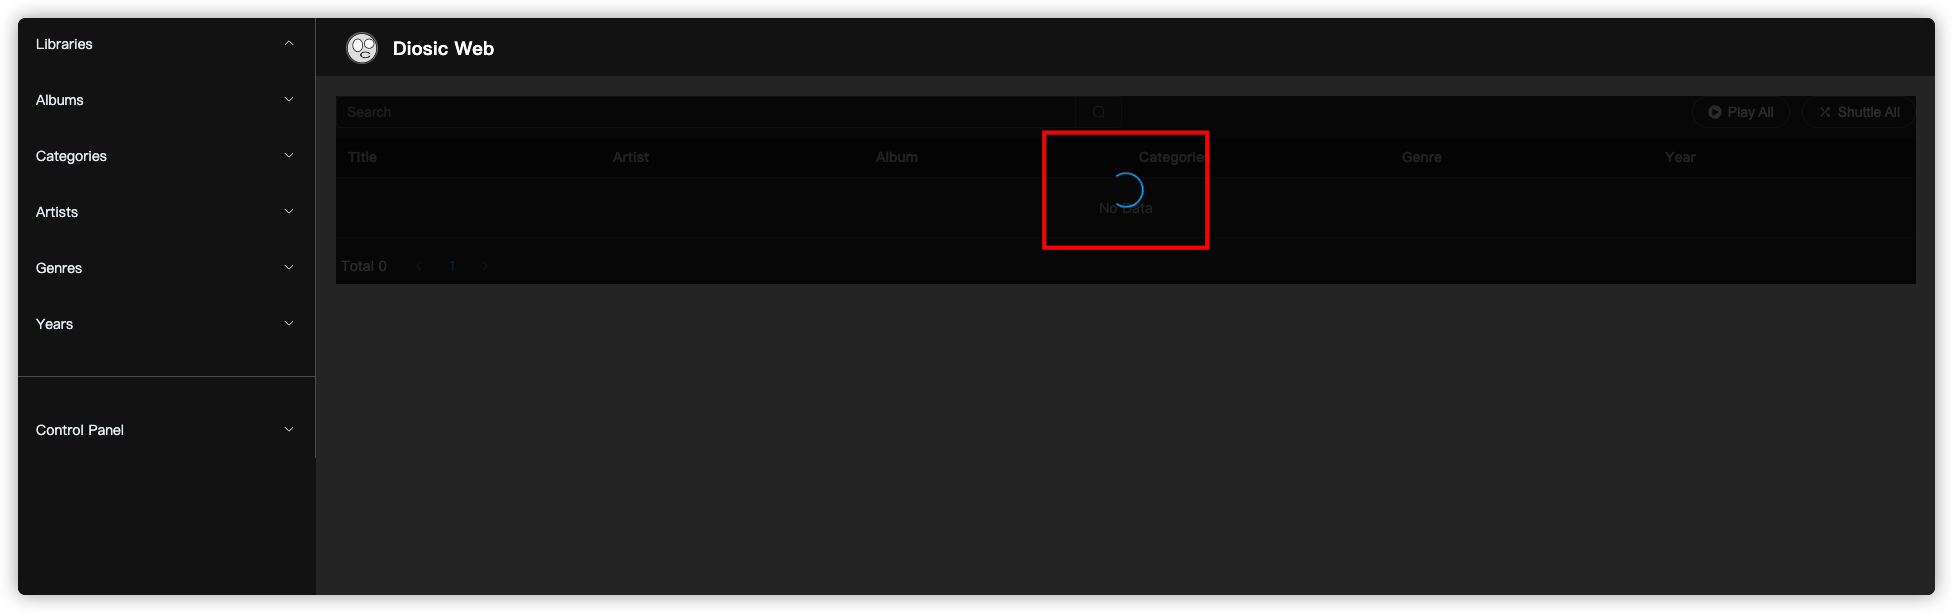 Libraries
Albums
Categories
Artists
Genres
Years
Control Panel
Diosic Web
Search
Play All
Shuttle All
Title Artist Album Categories Genre Year
No Data
Total 0 1